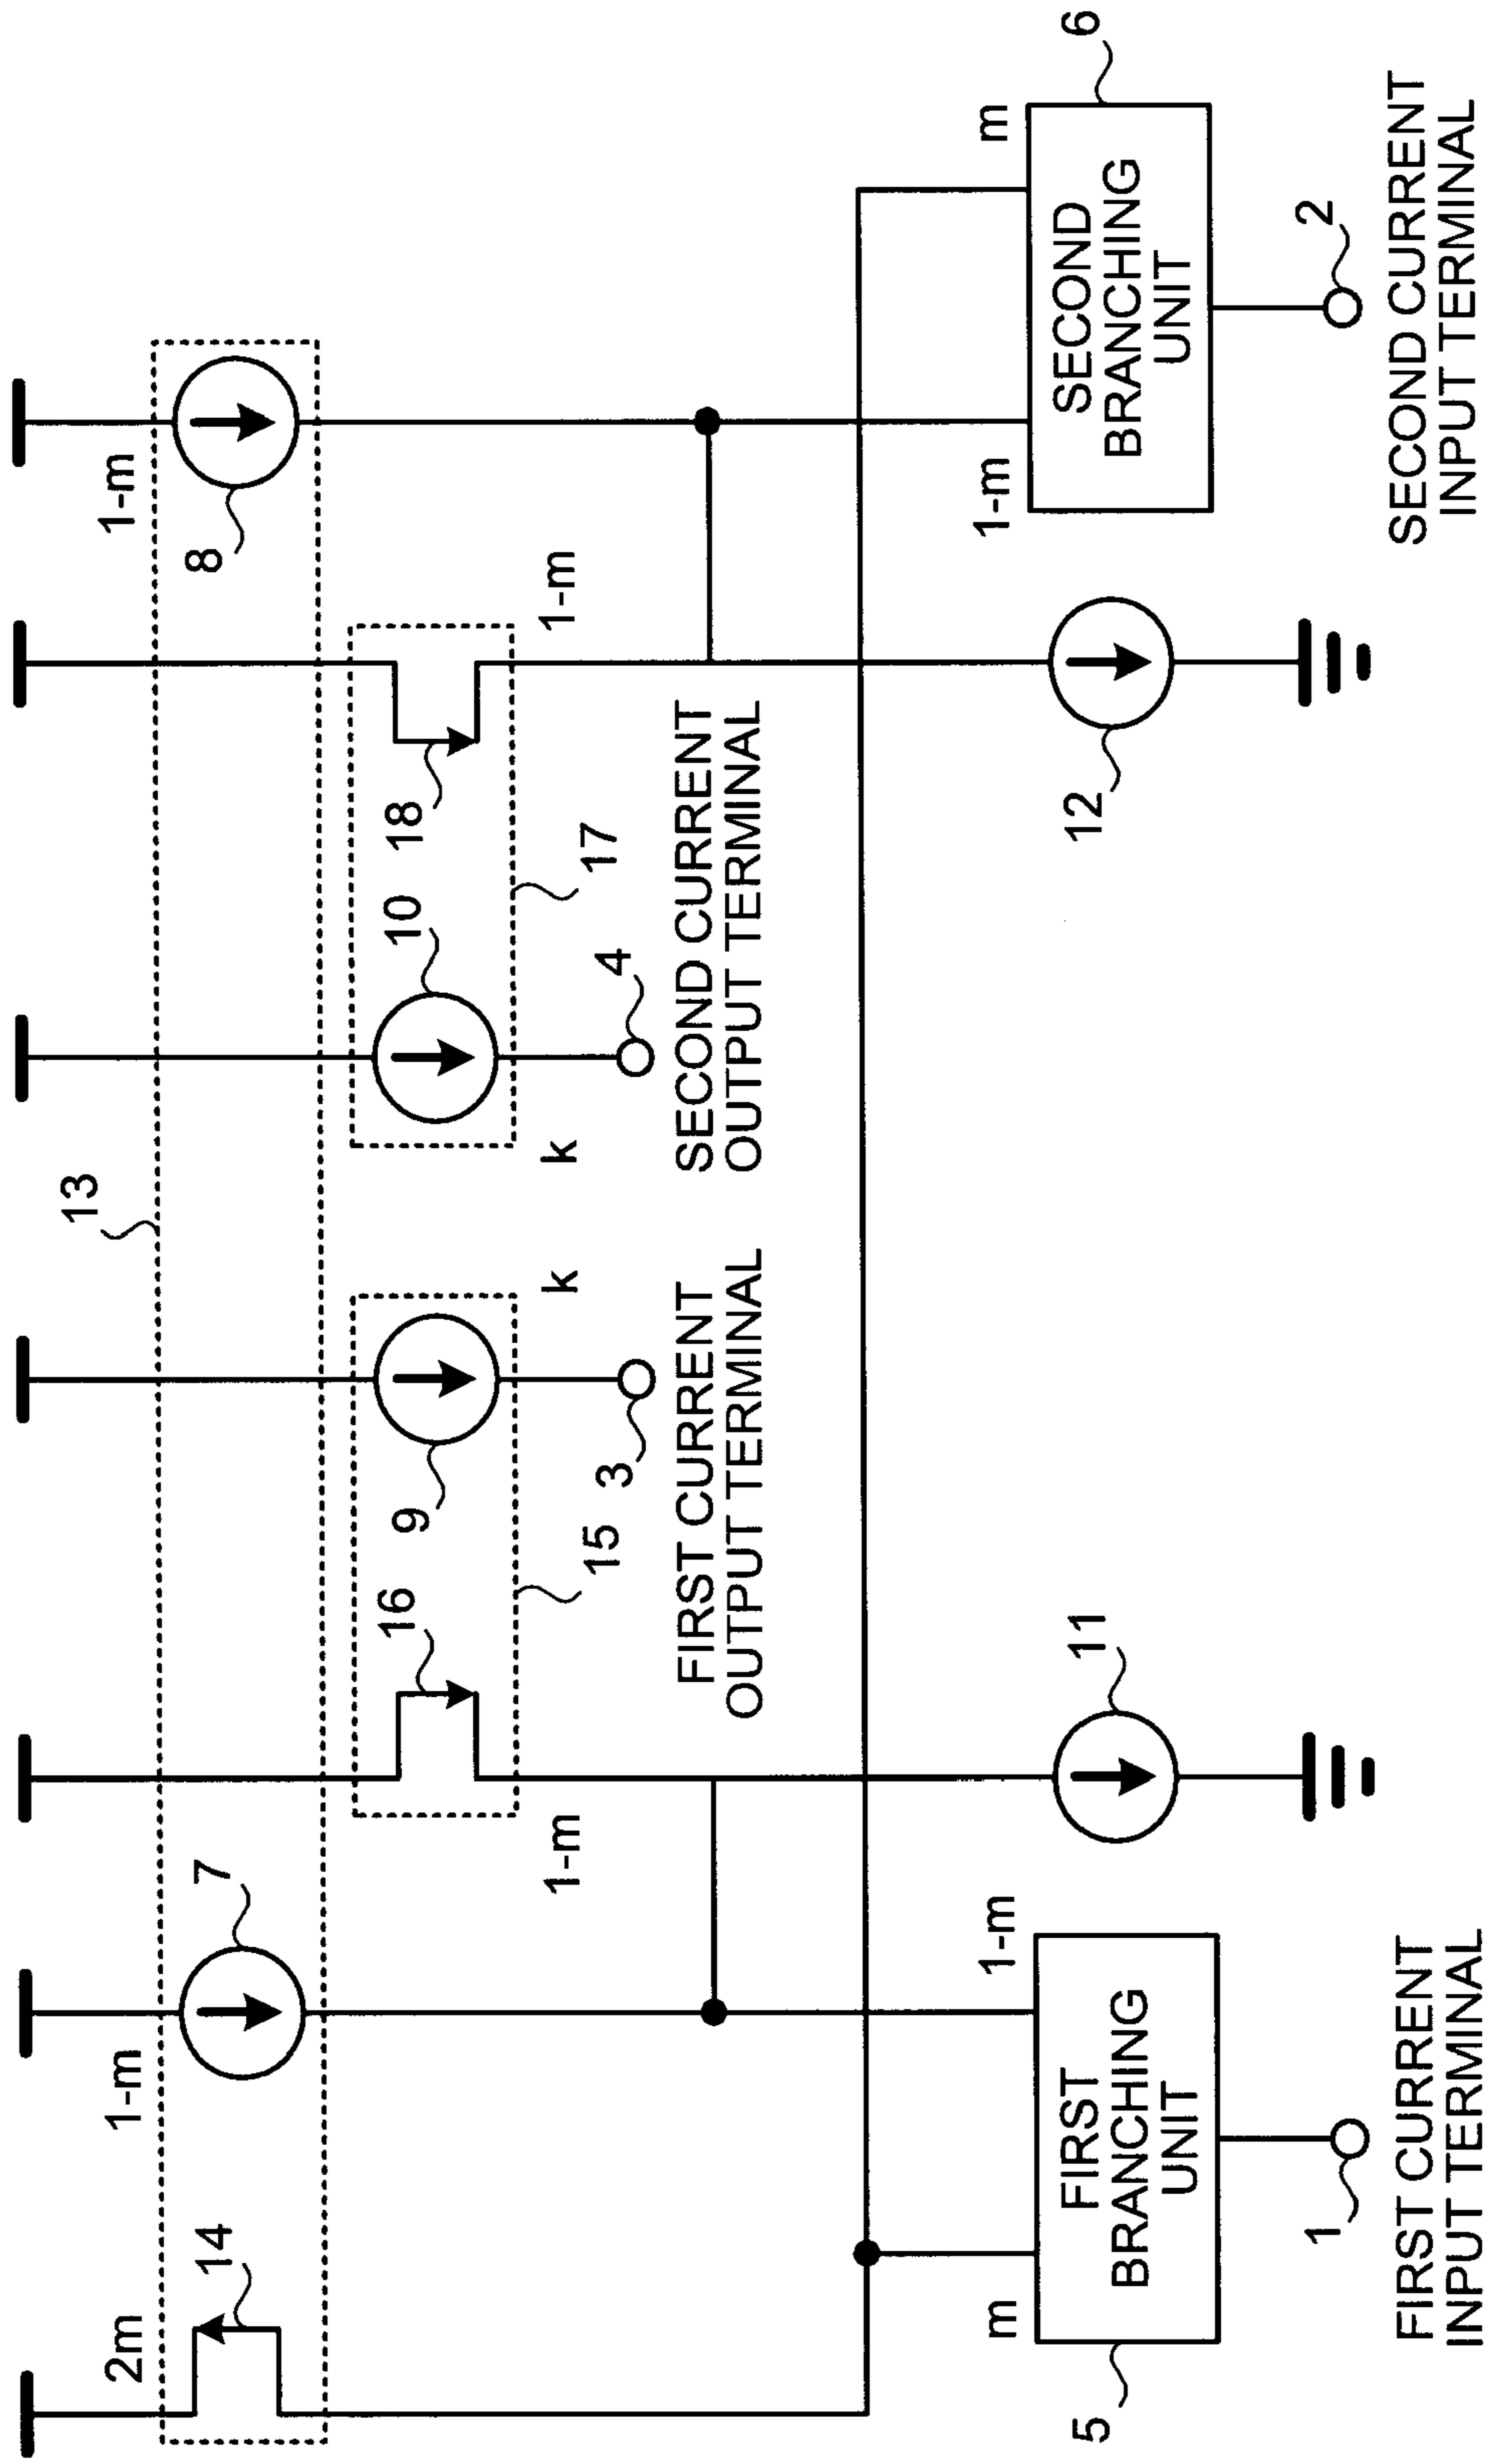 13
2m
14
1-m
7
1-m
8
16
1-m
15
9
k
3
FIRST CURRENT
OUTPUT TERMINAL
10
k
4
SECOND CURRENT
OUTPUT TERMINAL
17
18
1-m
m
1-m
FIRST
BRANCHING
UNIT
5
1
FIRST CURRENT
INPUT TERMINAL
11
12
1-m
m
SECOND
BRANCHING
UNIT
6
2
SECOND CURRENT
INPUT TERMINAL